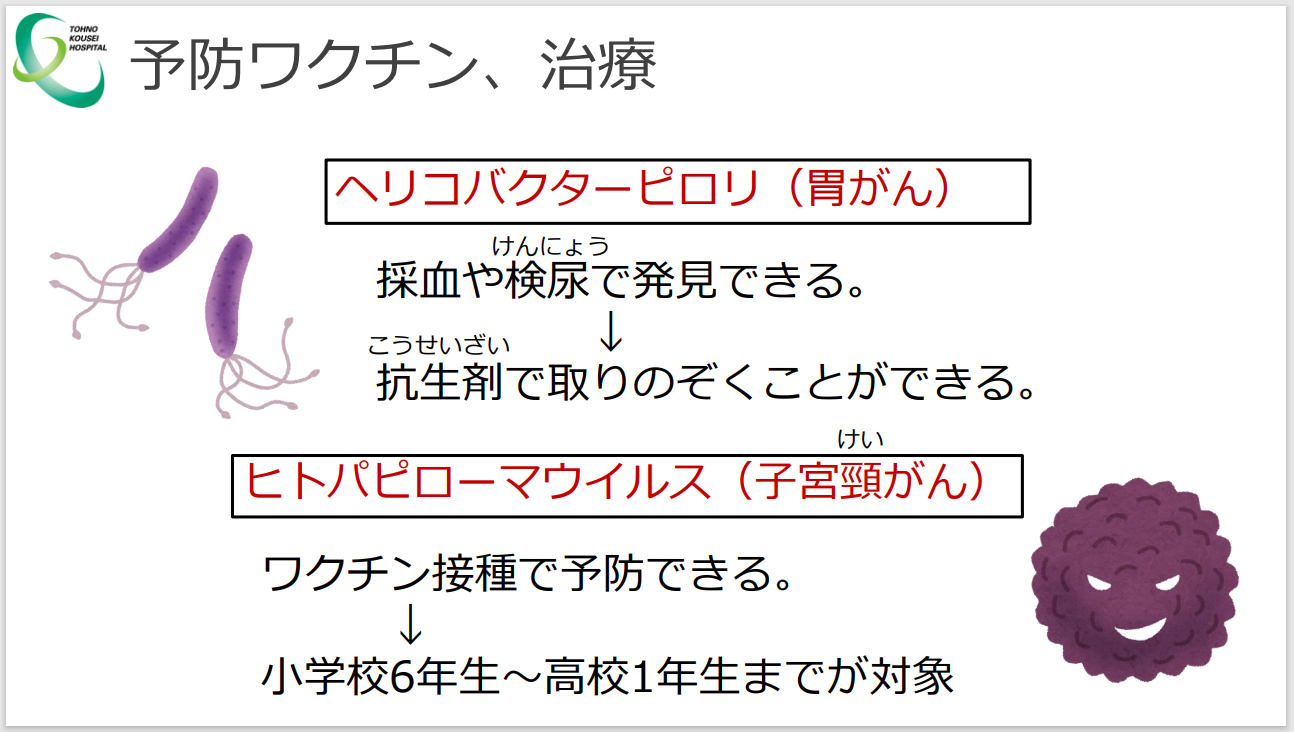 TOHNO
KOUSEI
HOSPITAL
予防ワクチン、治療
ヘリコバクターピロリ（胃がん）
けんにょう
採血や検尿で発見できる。
↓
こうせいざい
抗生剤で取りのぞくことができる。
けい
ヒトパピローマウイルス（子宮頸がん）
ワクチン接種で予防できる。
↓
小学校6年生～高校1年生までが対象